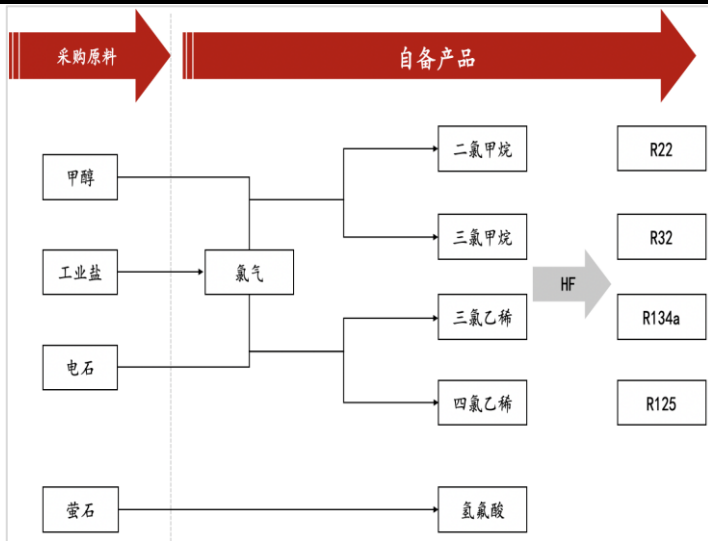 采购原料
自备产品
甲醇
二氯甲烷
R22
工业盐
氯气
三氯甲烷
R32
HF
三氯乙稀
R134a
电石
四氯乙稀
R125
萤石
氢氟酸